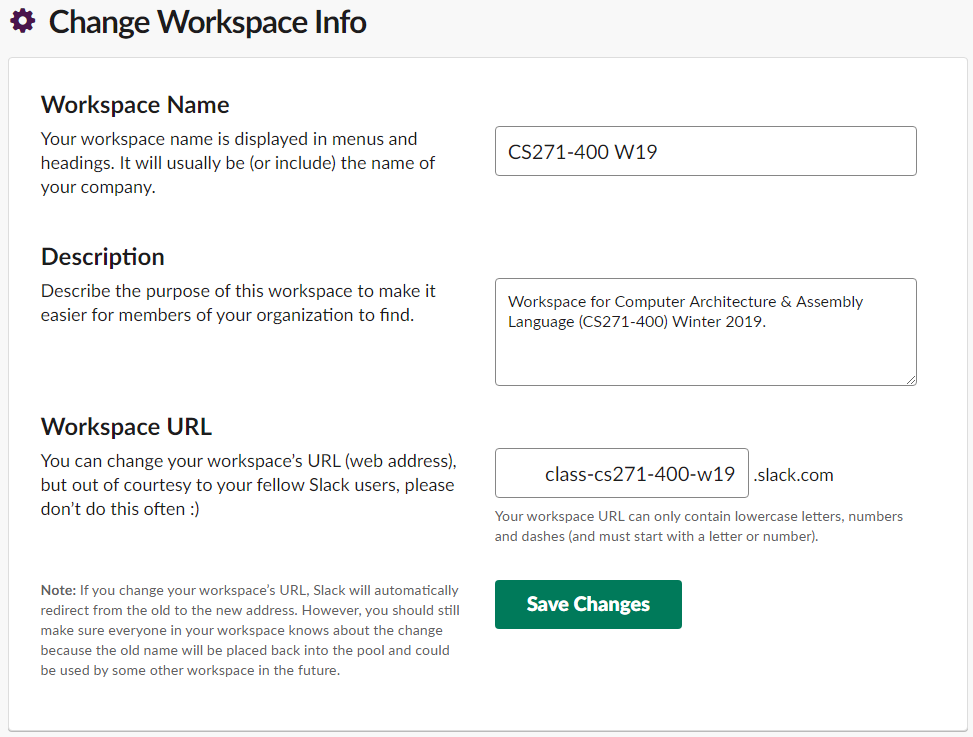 Change Workspace Info
Workspace Name
Your workspace name is displayed in menus and
headings. It will usually be (or include) the name of
your company.
CS271-400 W19
Description
Describe the purpose of this workspace to make it
easier for members of your organization to find.
Workspace for Computer Architecture & Assembly
Language (CS271-400) Winter 2019.
Workspace URL
You can change your workspace’s URL (web address),
but out of courtesy to your fellow Slack users, please
don’t do this often :)
class-cs271-400-w19 .slack.com
Your workspace URL can only contain lowercase letters, numbers
and dashes (and must start with a letter or number).
Note: If you change your workspace’s URL, Slack will automatically
redirect from the old to the new address. However, you should still
make sure everyone in your workspace knows about the change
because the old name will be placed back into the pool and could
be used by some other workspace in the future.
Save Changes